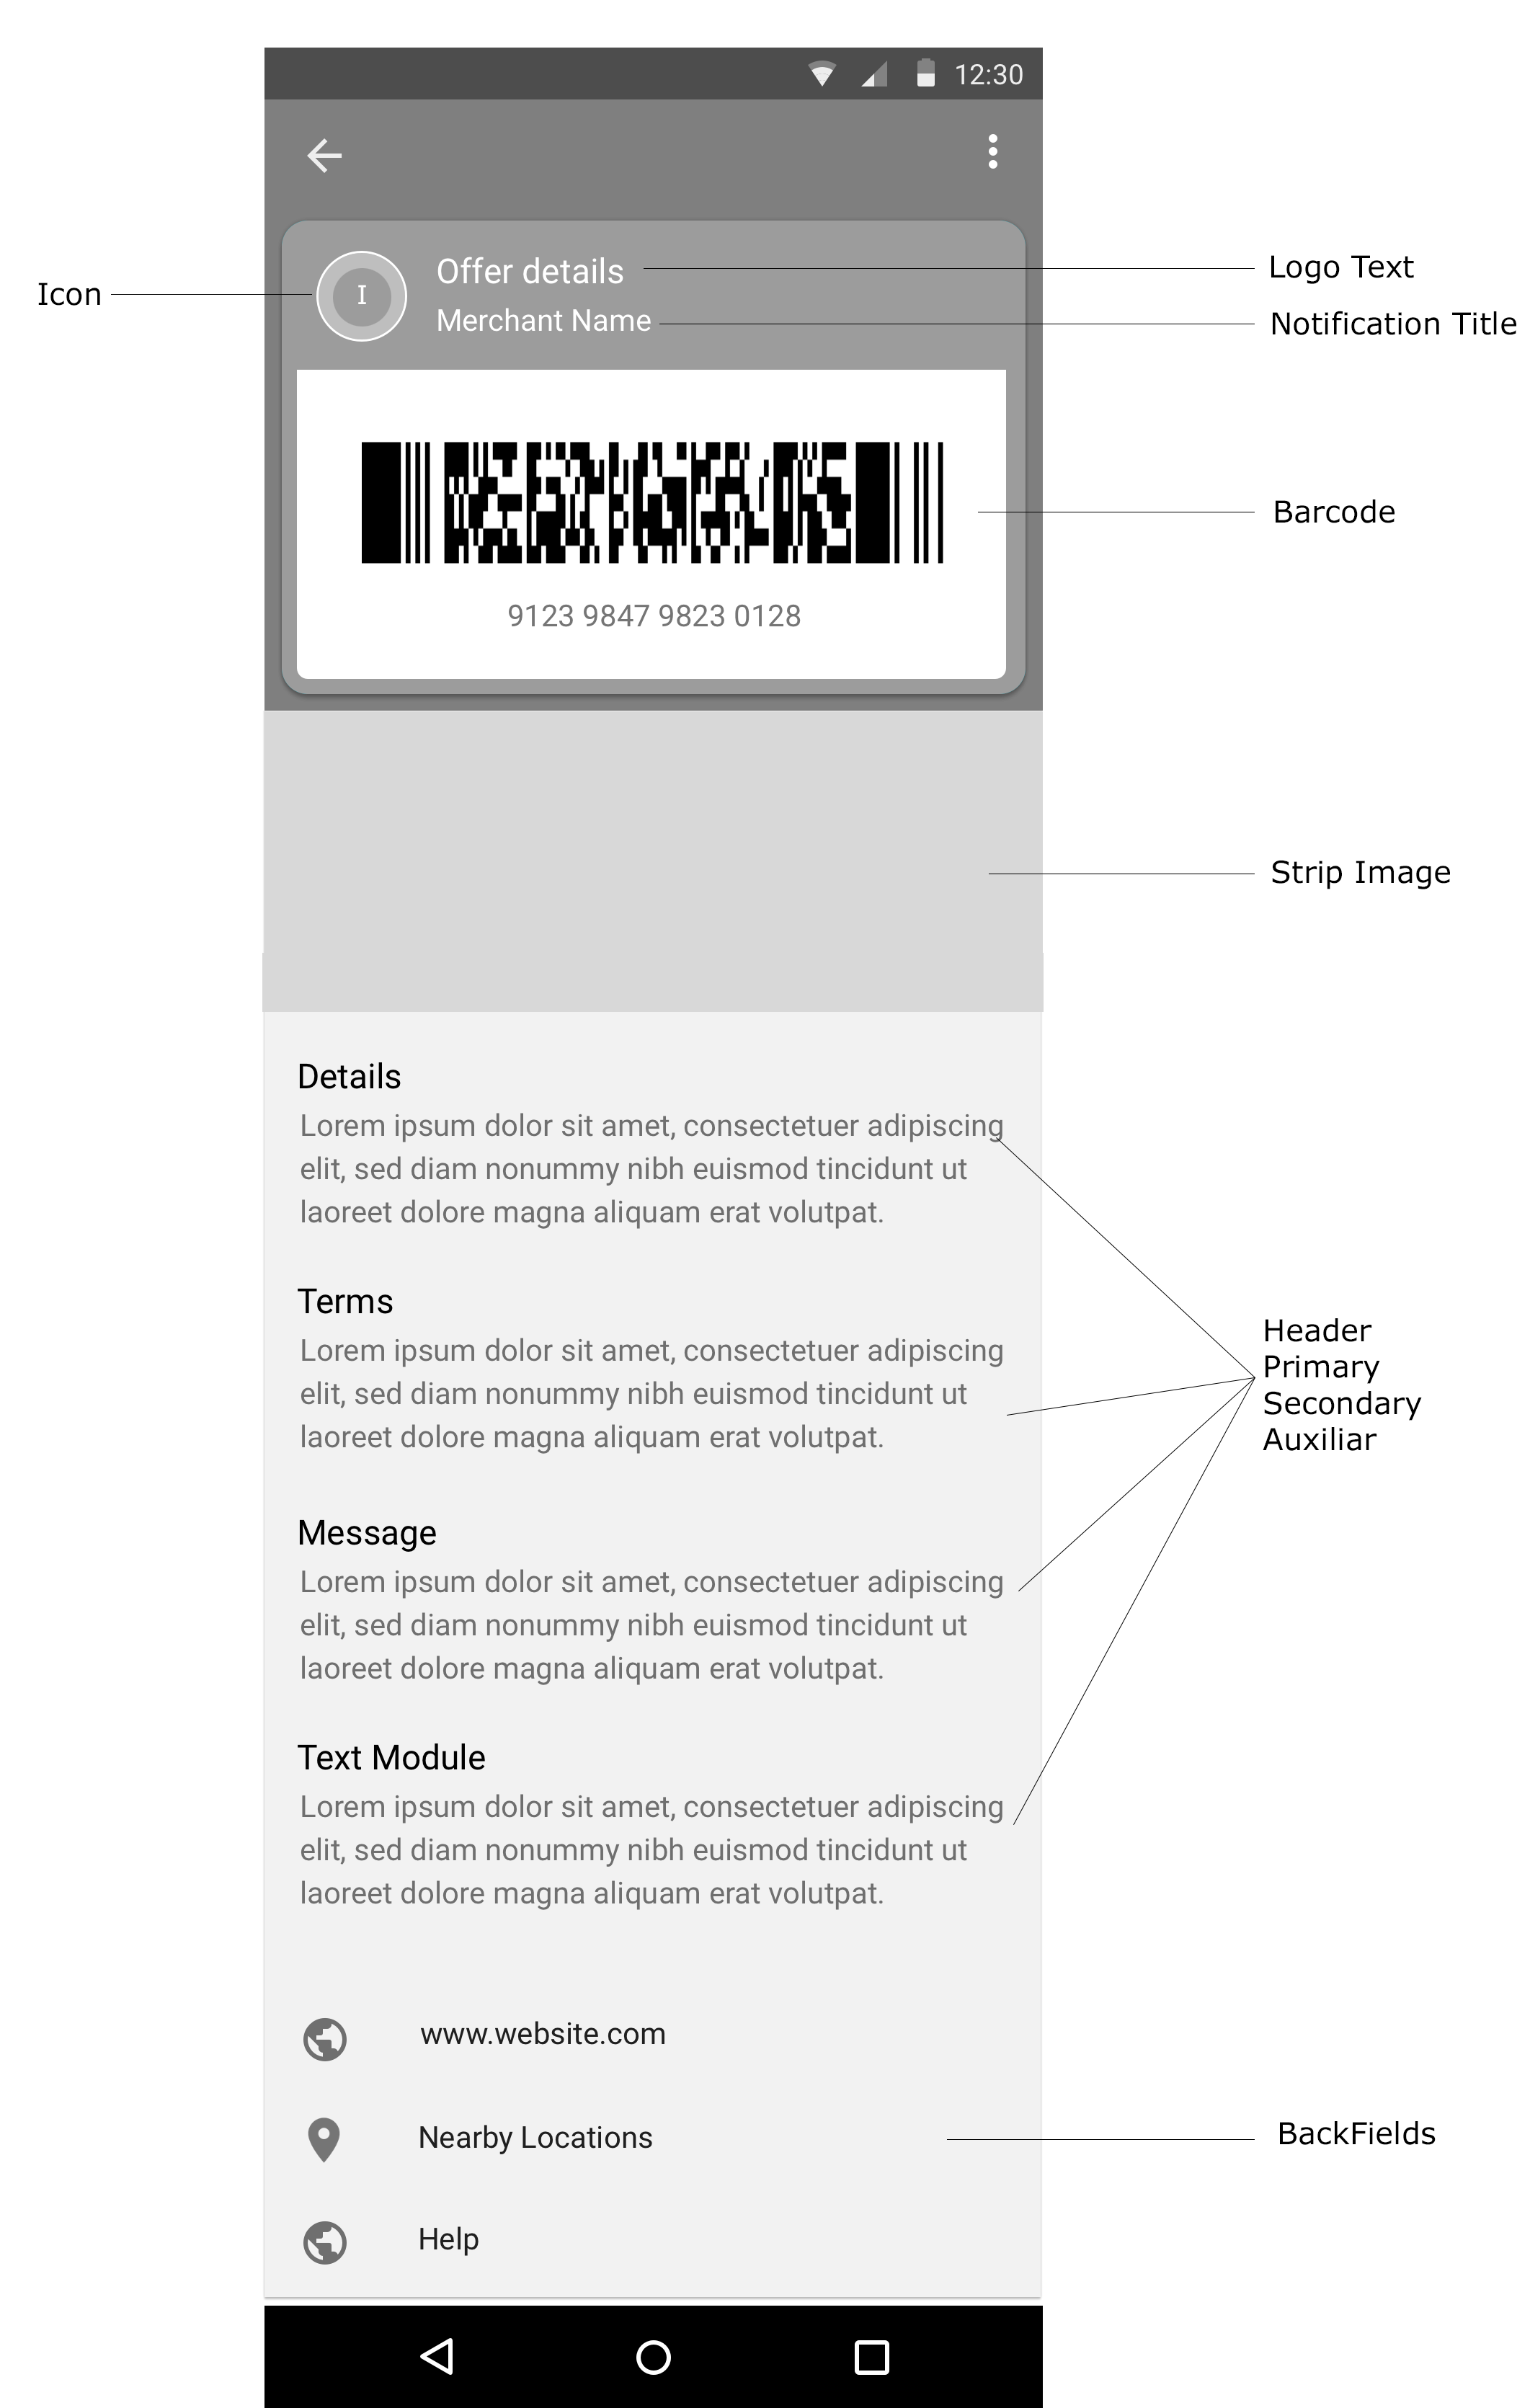 12:30
Icon
I
Offer details
Logo Text
Merchant Name
Notification Title
Barcode
9123 9847 9823 0128
Strip Image
Details
Lorem ipsum dolor sit amet, consectetuer adipiscing
elit, sed diam nonummy nibh euismod tincidunt ut
laoreet dolore magna aliquam erat volutpat.
Terms
Lorem ipsum dolor sit amet, consectetuer adipiscing
elit, sed diam nonummy nibh euismod tincidunt ut
laoreet dolore magna aliquam erat volutpat.
Header
Primary
Secondary
Auxiliar
Message
Lorem ipsum dolor sit amet, consectetuer adipiscing
elit, sed diam nonummy nibh euismod tincidunt ut
laoreet dolore magna aliquam erat volutpat.
Text Module
Lorem ipsum dolor sit amet, consectetuer adipiscing
elit, sed diam nonummy nibh euismod tincidunt ut
laoreet dolore magna aliquam erat volutpat.
www.website.com
Nearby Locations
BackFields
Help